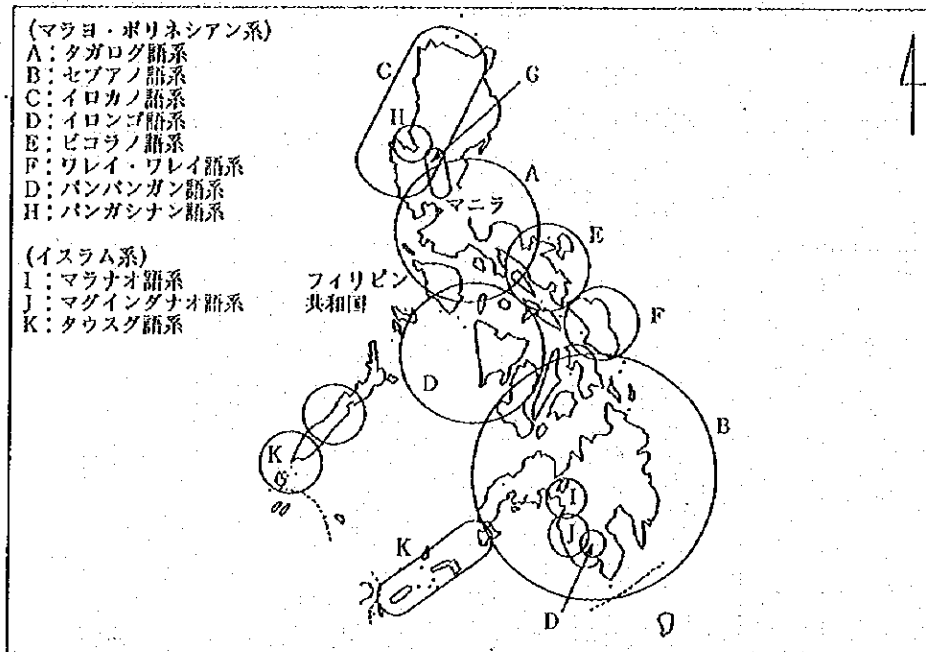 (マラヨ・ポリネシアン系)
A:タガログ語系
B:セブアノ語系
C:イロカノ語系
D:イロンゴ語系
E:ビコラノ語系
F:ワレイ・ワレイ語系
D:パンパンガン語系
H:パンガシナン語系
(イスラム系)
I:マラナオ語系
J:マグインダナオ語系
K:タウスグ語系
C
G
H
A
マニラ
E
フィリピン
共和国
F
D
B
K
I
J
K
D